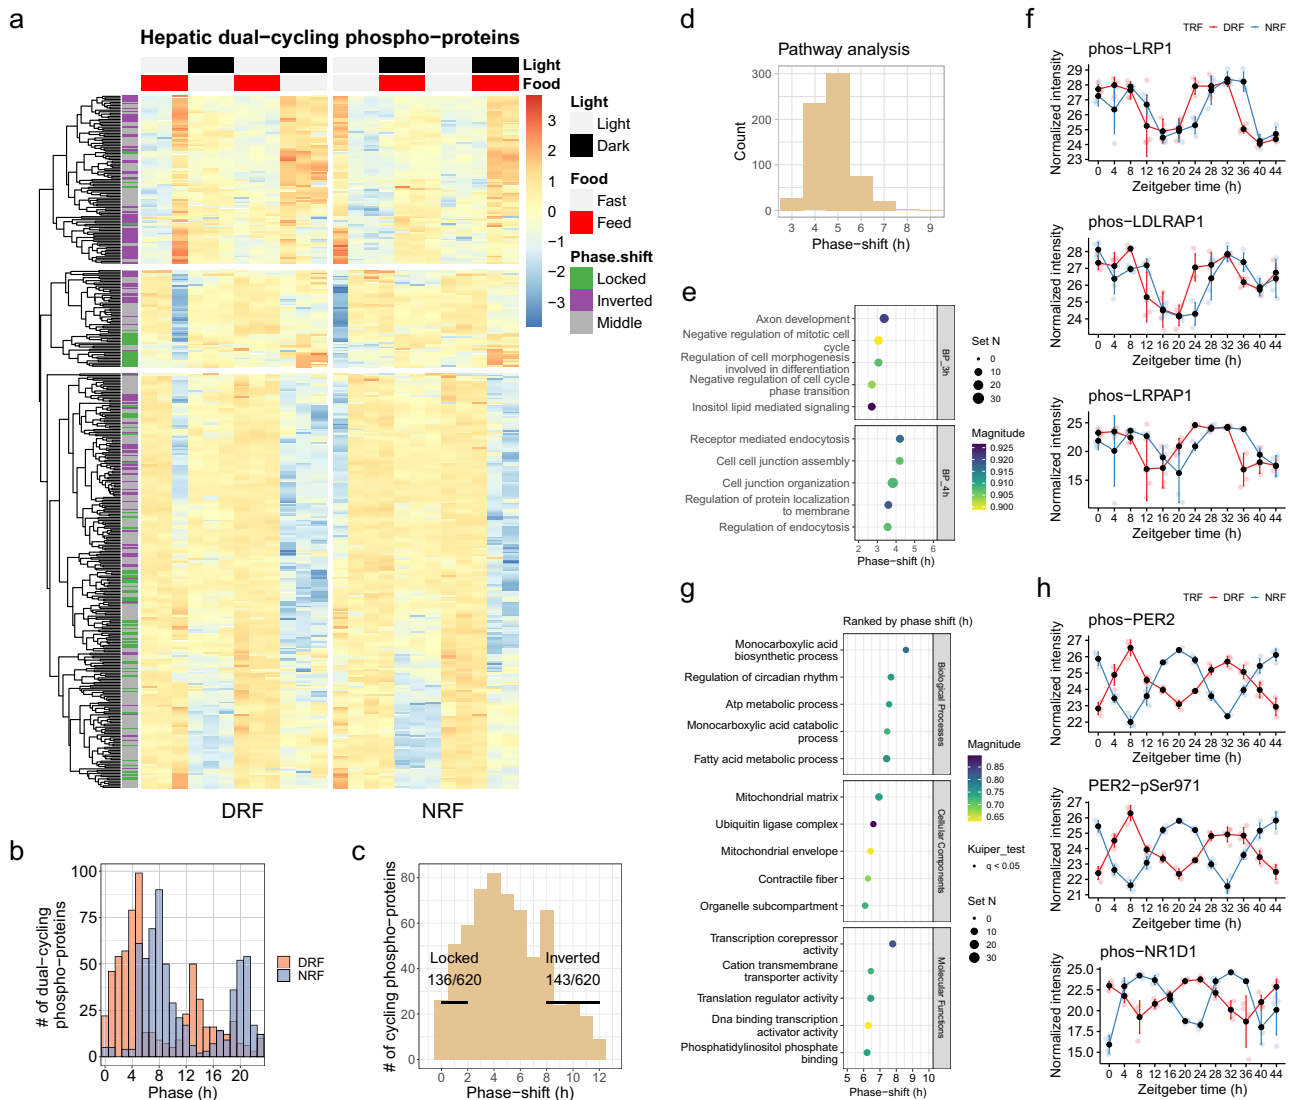 a
Hepatic dual−cycling phospho−proteins
Light
Food
3
2
1
0
−1
−2
−3
Light
Light
Dark
Food
Fast
Feed
Phase.shift
Locked
Inverted
Middle
DRF
NRF
b
# of dual−cycling
phospho−proteins
100
75
50
25
0
0
4
8
12
16
20
Phase (h)
DRF
NRF
c
# of cycling phospho−proteins
80
60
40
20
0
Locked
136/620
Inverted
143/620
0
2
4
6
8
10
12
Phase−shift (h)
d
Pathway analysis
Count
300
200
100
0
3
4
5
6
7
8
9
Phase−shift (h)
e
Axon development
Negative regulation of mitotic cell
cycle
Regulation of cell morphogenesis
involved in differentiation
Negative regulation of cell cycle
phase transition
Inositol lipid mediated signaling
BP_3h
Receptor mediated endocytosis
Cell cell junction assembly
Cell junction organization
Regulation of protein localization
to membrane
Regulation of endocytosis
BP_4h
2
3
4
5
6
Phase−shift (h)
Set N
0
10
20
30
Magnitude
0.925
0.920
0.915
0.910
0.905
0.900
f
TRF DRF NRF
phos−LRP1
Normalized intensity
29
28
27
26
25
24
23
0 4 8 12 16 20 24 28 32 36 40 44
Zeitgeber time (h)
phos−LDLRAP1
Normalized intensity
28
27
26
25
24
0 4 8 12 16 20 24 28 32 36 40 44
Zeitgeber time (h)
phos−LRPAP1
Normalized intensity
25
20
15
0 4 8 12 16 20 24 28 32 36 40 44
Zeitgeber time (h)
g
Ranked by phase shift (h)
Monocarboxylic acid
biosynthetic process
Regulation of circadian rhythm
Atp metabolic process
Monocarboxylic acid catabolic
process
Fatty acid metabolic process
Biological Processes
Mitochondrial matrix
Ubiquitin ligase complex
Mitochondrial envelope
Contractile fiber
Organelle subcompartment
Cellular Components
Transcription corepressor
activity
Cation transmembrane
transporter activity
Translation regulator activity
Dna binding transcription
activator activity
Phosphatidylinositol phosphate
binding
Molecular Functions
5 6 7 8 9 10
Phase−shift (h)
Magnitude
0.85
0.80
0.75
0.70
0.65
Kuiper_test
q < 0.05
Set N
0
10
20
30
h
TRF DRF NRF
phos−PER2
Normalized intensity
27
26
25
24
23
22
0 4 8 12 16 20 24 28 32 36 40 44
Zeitgeber time (h)
PER2−pSer971
Normalized intensity
27
26
25
24
23
22
21
0 4 8 12 16 20 24 28 32 36 40 44
Zeitgeber time (h)
phos−NR1D1
Normalized intensity
25.0
22.5
20.0
17.5
15.0
0 4 8 12 16 20 24 28 32 36 40 44
Zeitgeber time (h)